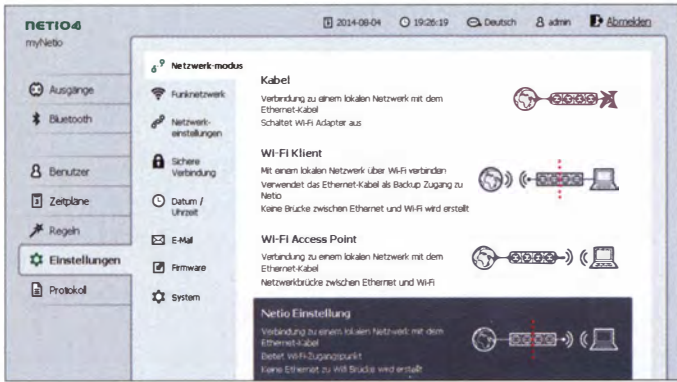 NETIO4
myNetio
2014-08-04 19:26:19 Deutsch admin Abmelden
Ausgänge
Bluetooth
Benutzer
Zeitpläne
Regeln
Einstellungen
Protokol
Netzwerk-modus
Funknetzwerk
Netzwerk-
einstellungen
Sichere
Verbindung
Datum /
Uhrzeit
E-Mail
Firmware
System
Kabel
Verbindung zu einem lokalen Netzwerk mit dem
Ethernet-Kabel
Schaltet Wi-Fi Adapter aus
Wi-Fi Klient
Mit einem lokalen Netzwerk über Wi-Fi verbinden
Verwendet das Ethernet-Kabel als Backup Zugang zu
Netio
Keine Brücke zwischen Ethernet und Wi-Fi wird erstellt
Wi-Fi Access Point
Verbindung zu einem lokalen Netzwerk mit dem
Ethernet-Kabel
Netzwerkbrücke zwischen Ethernet und Wi-Fi
Netio Einstellung
Verbindung zu einem lokalen Netzwerk mit dem
Ethernet-Kabel
Bietet Wi-Fi-Zugangspunkt
Keine Ethernet zu Wifi Brücke wird erstellt